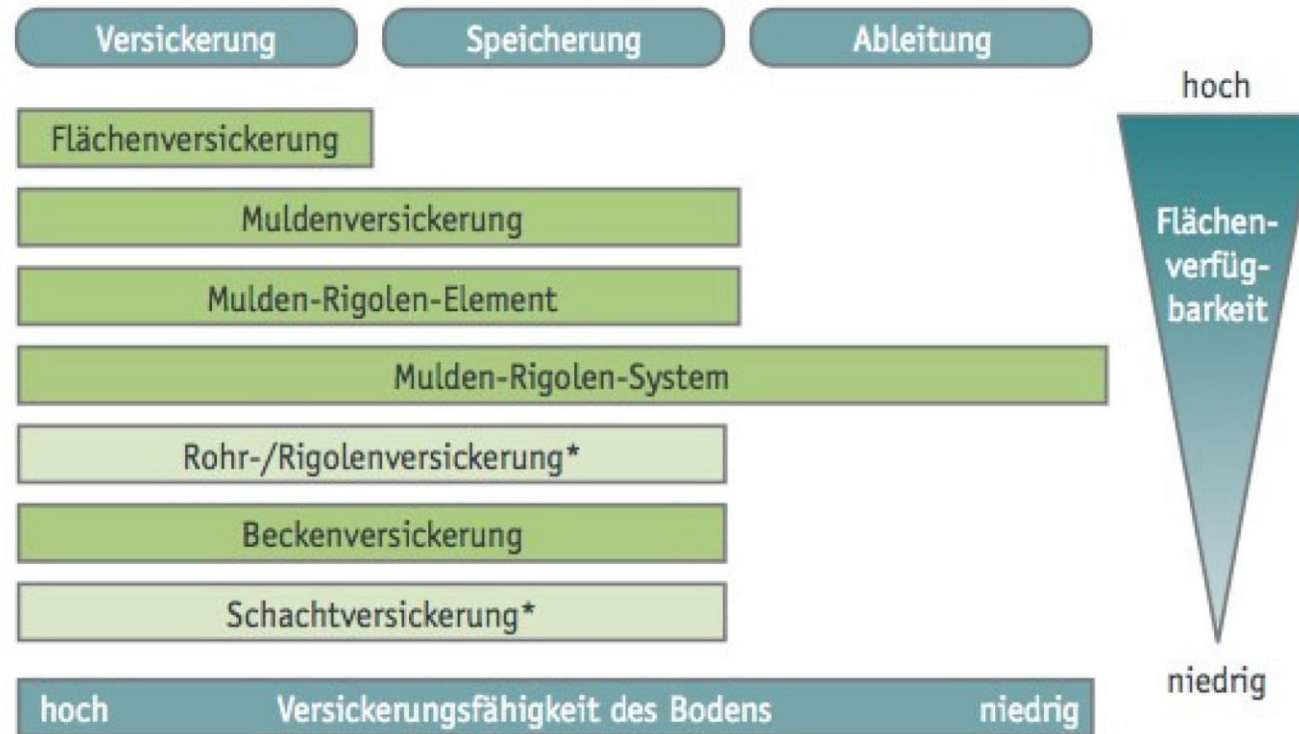 Versickerung Speicherung Ableitung
hoch
Flächenversickerung
Muldenversickerung
Flächen-
verfüg-
barkeit
Mulden-Rigolen-Element
Mulden-Rigolen-System
Rohr-/Rigolenversickerung*
Beckenversickerung
Schachtversickerung*
niedrig
hoch Versickerungsfähigkeit des Bodens niedrig